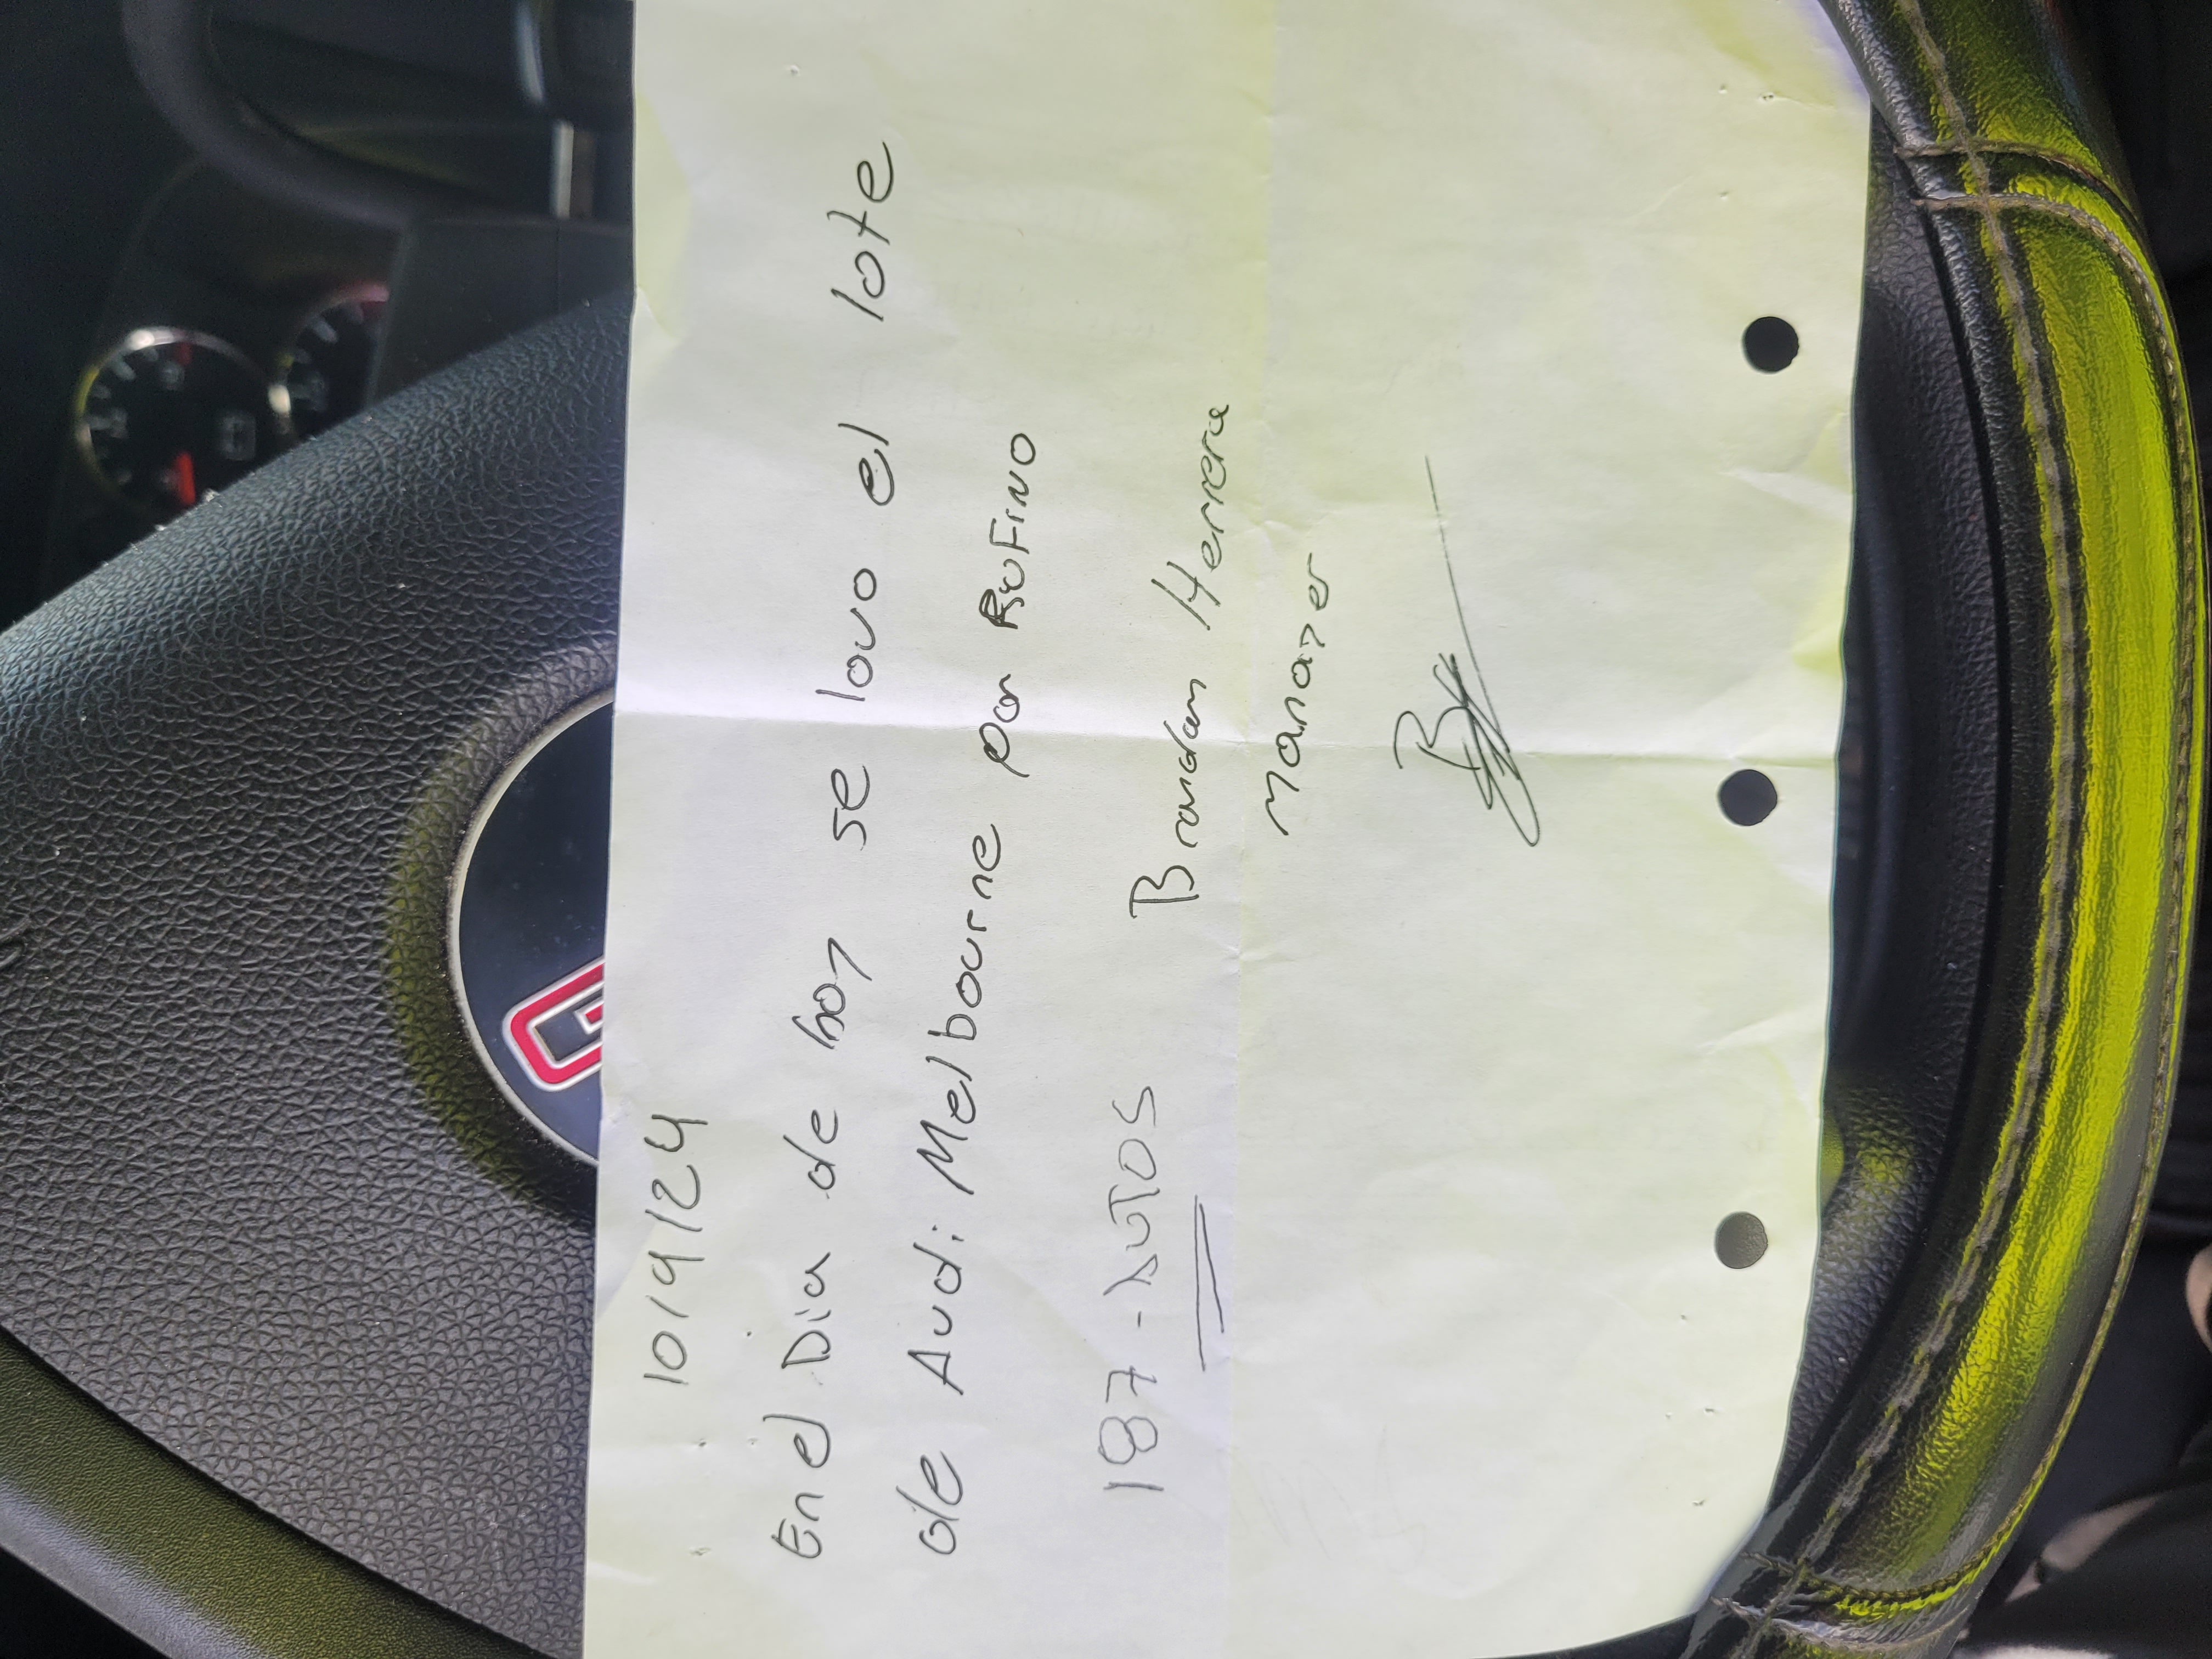 10/9/24
En el Dia de hoy se lavo el lote
de Audi Melbourne por RUFINO
187-AUTOS Brandan Herrera
Manager
G